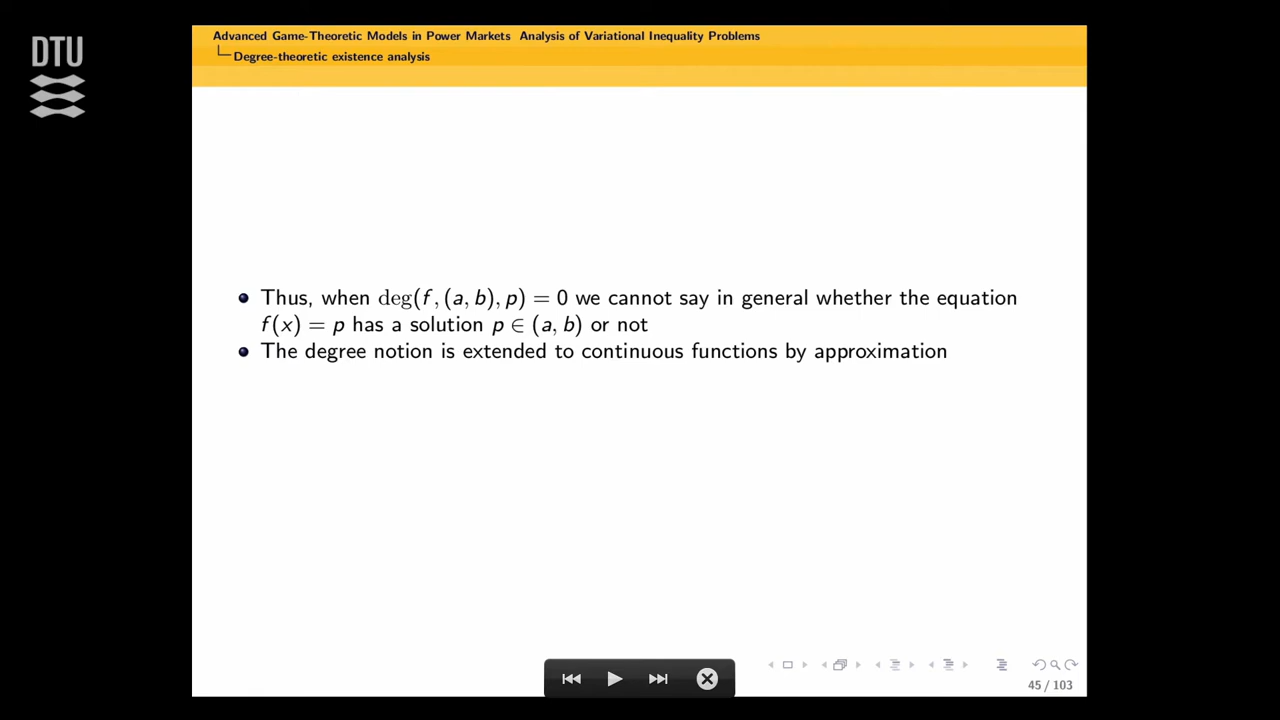 DTU
Advanced Game-Theoretic Models in Power Markets Analysis of Variational Inequality Problems
Degree-theoretic existence analysis
Thus, when deg(f, (a, b), p) = 0 we cannot say in general whether the equation
f(x) = p has a solution p ∈ (a, b) or not
The degree notion is extended to continuous functions by approximation
45 / 103